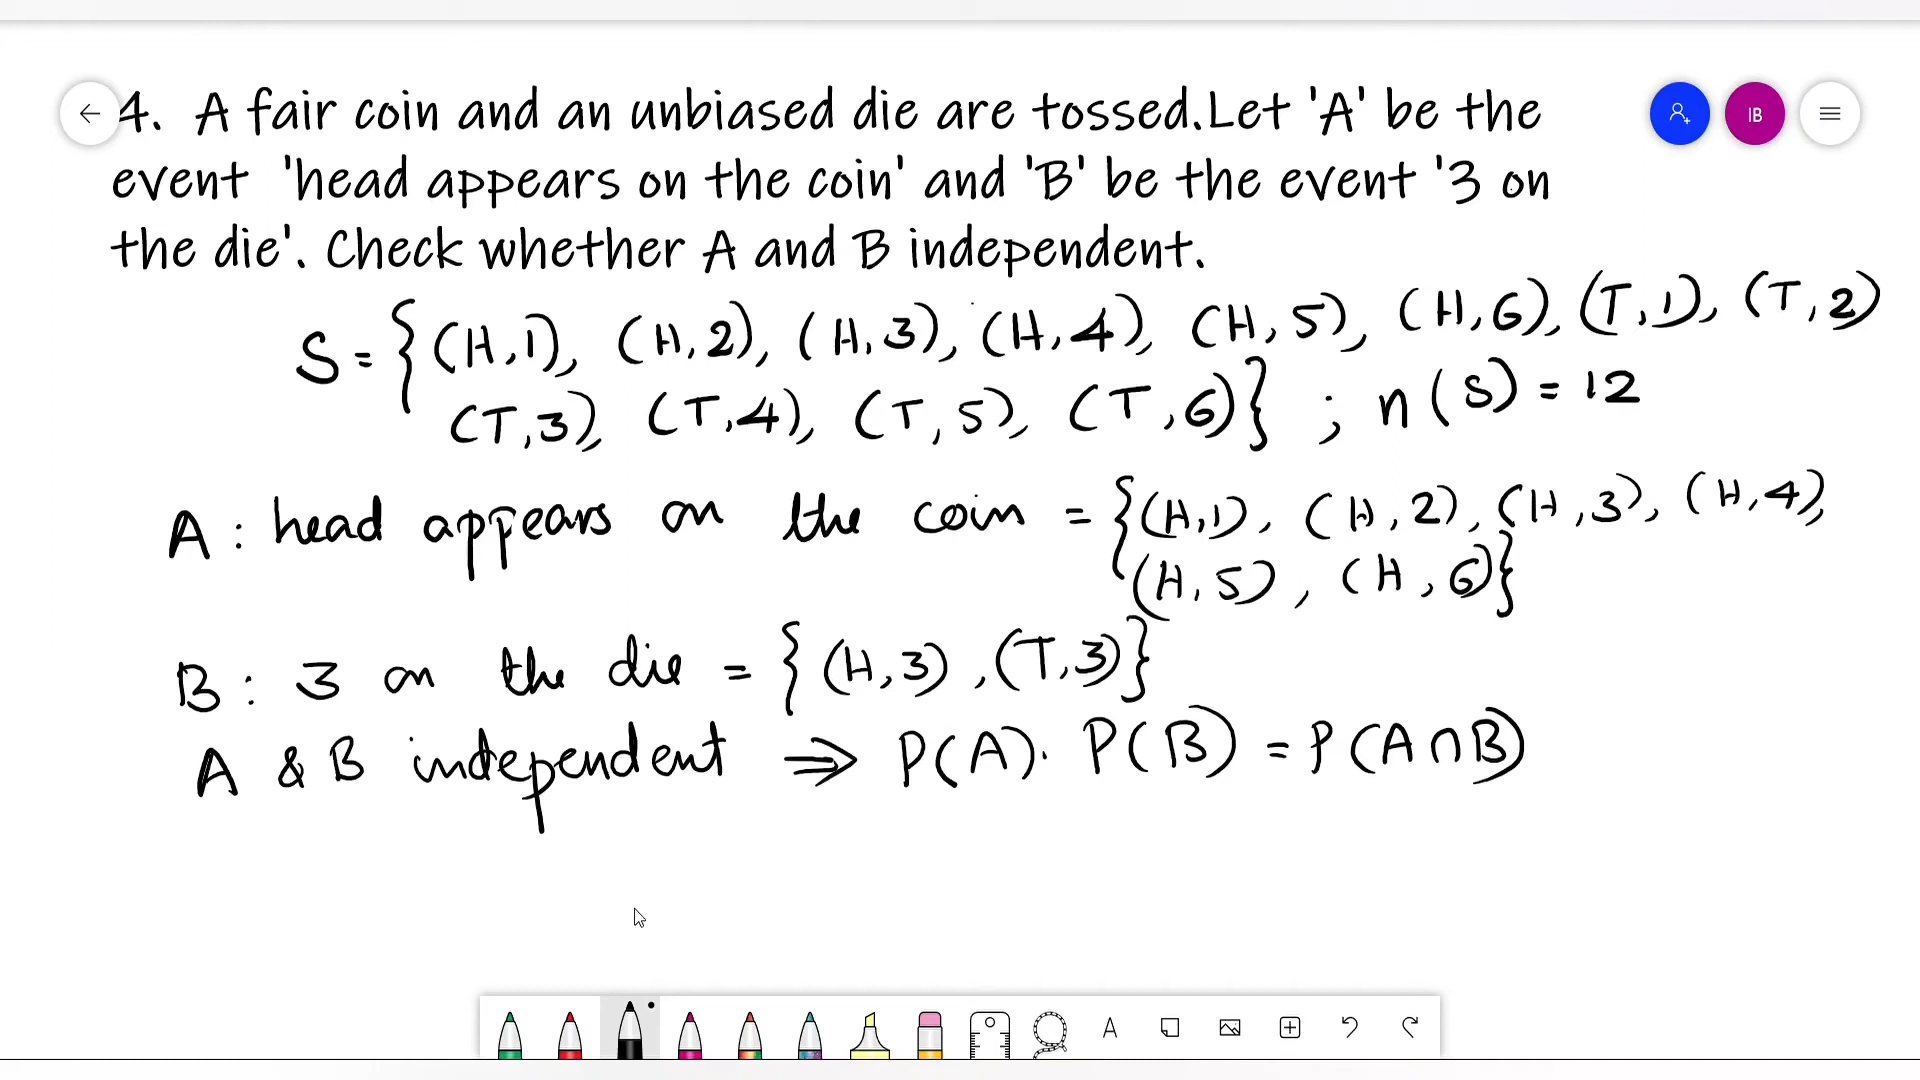 4. A fair coin and an unbiased die are tossed.Let 'A' be the
event 'head appears on the coin' and 'B' be the event '3 on
the die'. Check whether A and B independent.
S = {(H,1), (H,2), (H,3), (H,4), (H,5), (H,6), (T,1), (T,2)
(T,3), (T,4), (T,5), (T,6)} ; n(S) = 12
A : head appears on the coin = {(H,1), (H,2), (H,3), (H,4),
(H,5), (H,6)}
B : 3 on the die = {(H,3), (T,3)}
A & B independent ⇒ P(A). P(B) = P(A∩B)
IB
A